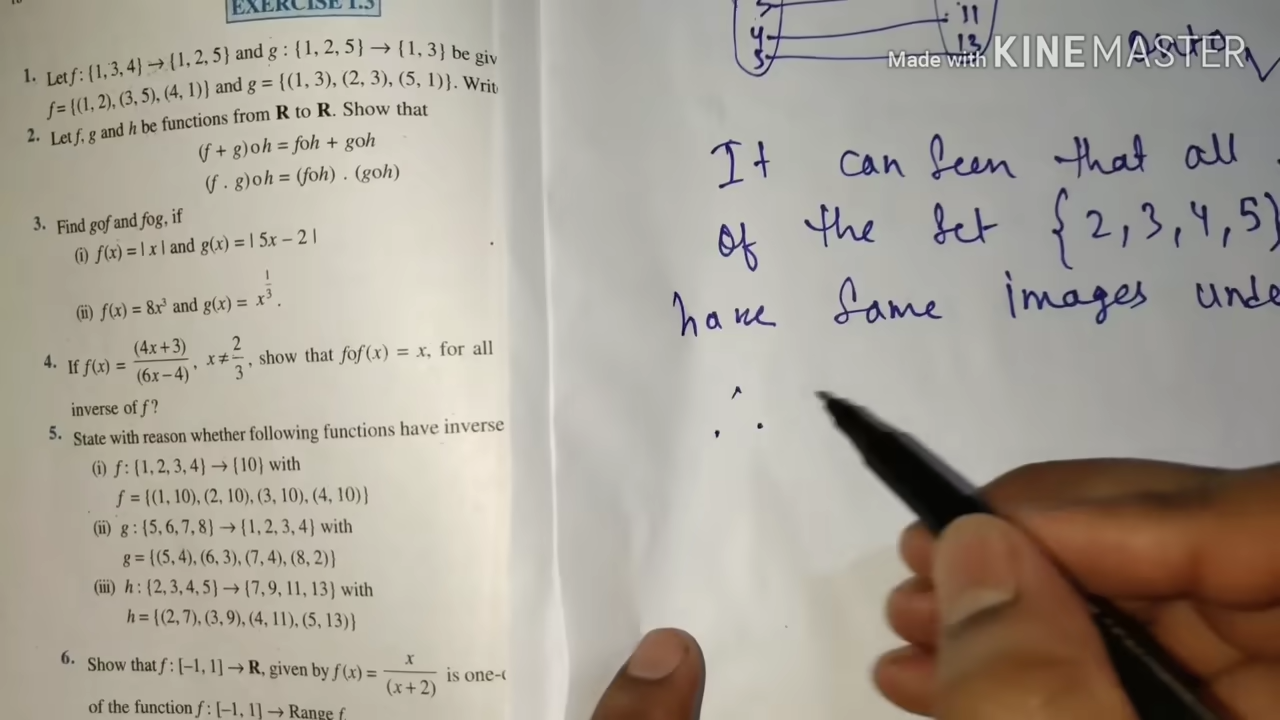 EXERCISE 1.3
1. Let f : {1, 3, 4} → {1, 2, 5} and g : {1, 2, 5} → {1, 3} be giv
f = {(1, 2), (3, 5), (4, 1)} and g = {(1, 3), (2, 3), (5, 1)}. Writ
2. Let f, g and h be functions from R to R. Show that
(f + g)oh = foh + goh
(f . g)oh = (foh) . (goh)
3. Find gof and fog, if
(i) f(x) = | x | and g(x) = | 5x – 2 |
(ii) f(x) = 8x³ and g(x) = x^(1/3).
4. If f(x) = (4x+3)/(6x–4), x ≠ 2/3, show that fof(x) = x, for all
inverse of f?
5. State with reason whether following functions have inverse
(i) f : {1, 2, 3, 4} → {10} with
f = {(1, 10), (2, 10), (3, 10), (4, 10)}
(ii) g : {5, 6, 7, 8} → {1, 2, 3, 4} with
g = {(5, 4), (6, 3), (7, 4), (8, 2)}
(iii) h : {2, 3, 4, 5} → {7, 9, 11, 13} with
h = {(2, 7), (3, 9), (4, 11), (5, 13)}
6. Show that f : [–1, 1] → R, given by f(x) = x/(x+2) is one-
of the function f : [–1, 1] → Range f.
11
4 13
5
Made with KINEMASTER
onto
It can seen that all
of the set {2, 3, 4, 5}
have same images unde
∴